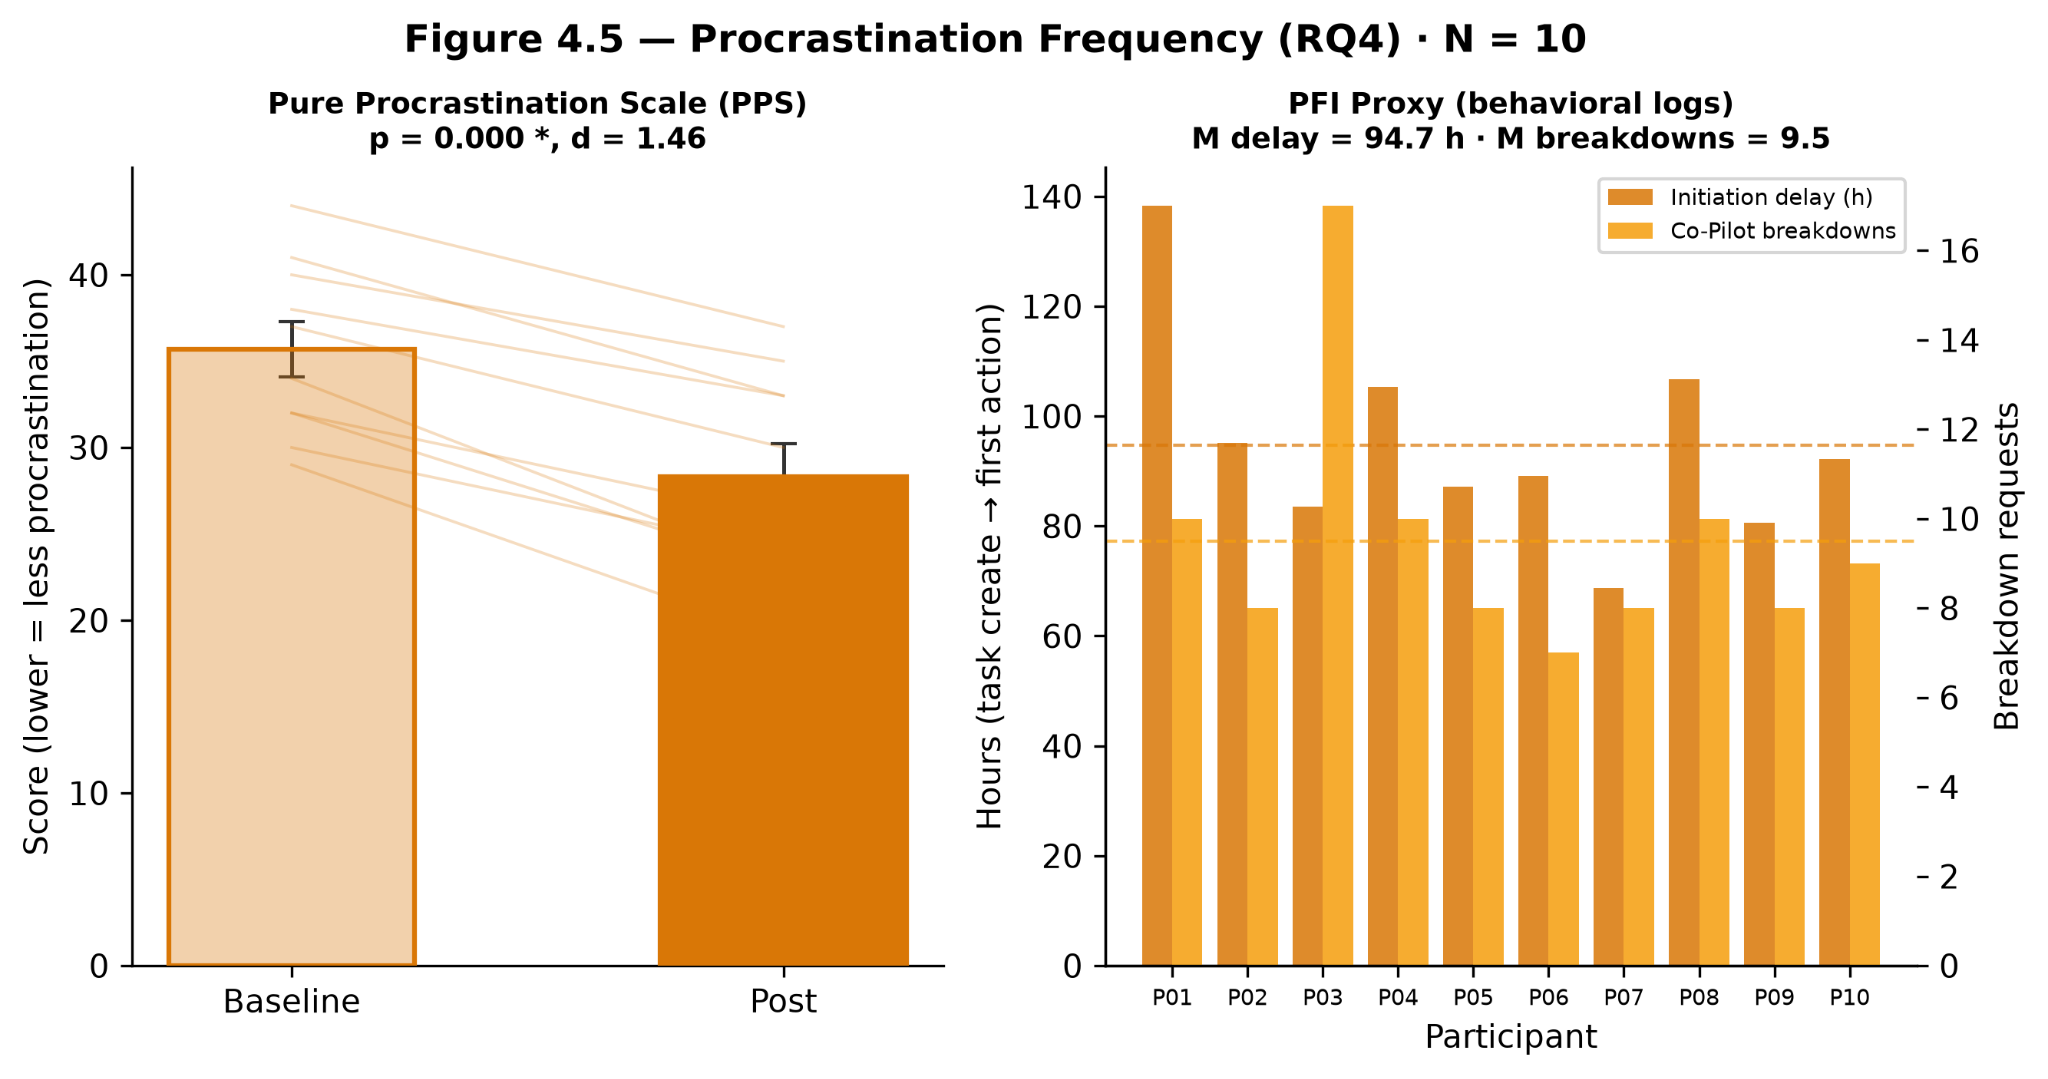 Figure 4.5 — Procrastination Frequency (RQ4) · N = 10
Pure Procrastination Scale (PPS)
p = 0.000 *, d = 1.46
Score (lower = less procrastination)
40
30
20
10
0
Baseline
Post
PFI Proxy (behavioral logs)
M delay = 94.7 h · M breakdowns = 9.5
Initiation delay (h)
Co-Pilot breakdowns
Hours (task create → first action)
140
120
100
80
60
40
20
0
16
14
12
10
8
6
4
2
0
Breakdown requests
P01
P02
P03
P04
P05
P06
P07
P08
P09
P10
Participant